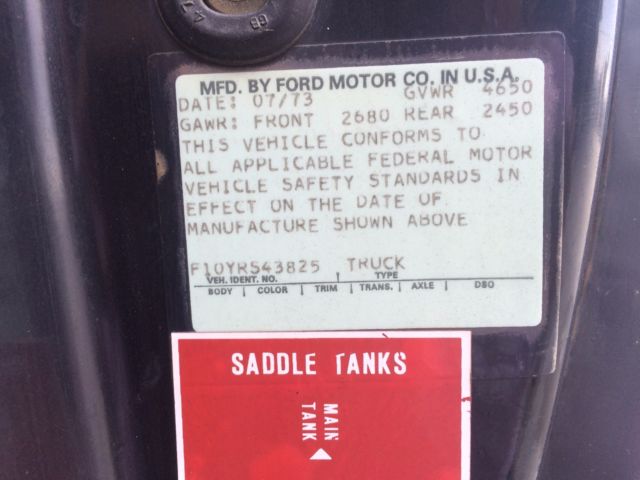 MFD. BY FORD MOTOR CO. IN U.S.A.
DATE: 07/73 GVWR 4650
GAWR: FRONT 2680 REAR 2450
THIS VEHICLE CONFORMS TO
ALL APPLICABLE FEDERAL MOTOR
VEHICLE SAFETY STANDARDS IN
EFFECT ON THE DATE OF
MANUFACTURE SHOWN ABOVE
F10YRS43825 TRUCK
VEH. IDENT. NO. TYPE
BODY COLOR TRIM TRANS. AXLE DSO
SADDLE TANKS
MAIN
TANK